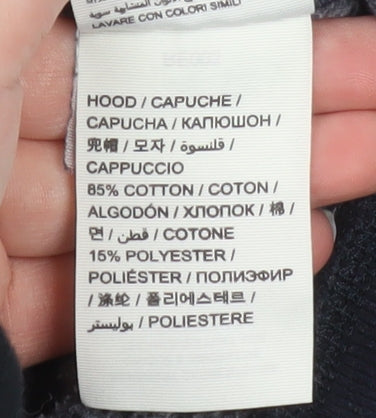 LAVARE CON COLORI SIMILI
HOOD / CAPUCHE /
CAPUCHA / КАПЮШОН /
兜帽 / 모자 / قلنسوة /
CAPPUCCIO
85% COTTON / COTON /
ALGODÓN / ХЛОПОК / 棉 /
면 / قطن / COTONE
15% POLYESTER /
POLIÉSTER / ПОЛИЭФИР
/ 涤纶 / 폴리에스테르 /
بوليستر / POLIESTERE